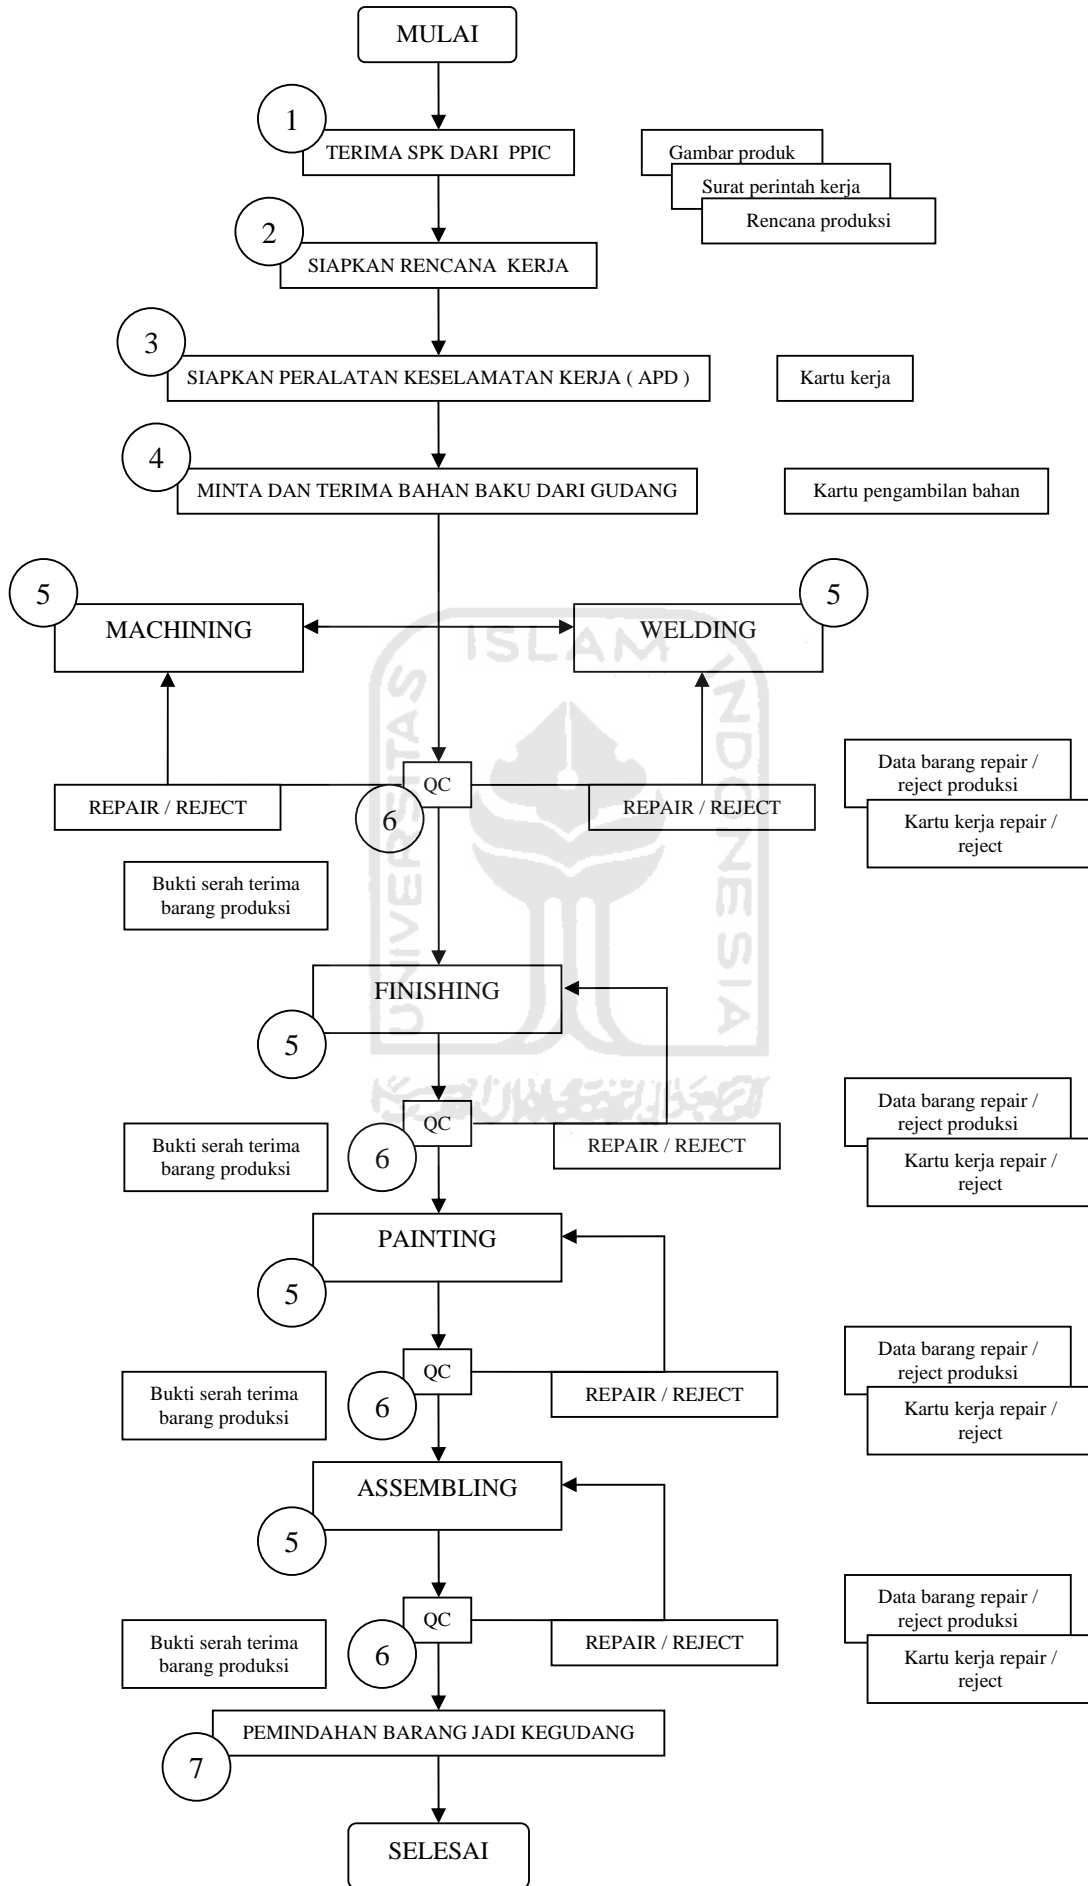 MULAI
1
TERIMA SPK DARI PPIC
Gambar produk
Surat perintah kerja
Rencana produksi
2
SIAPKAN RENCANA KERJA
3
SIAPKAN PERALATAN KESELAMATAN KERJA ( APD )
Kartu kerja
4
MINTA DAN TERIMA BAHAN BAKU DARI GUDANG
Kartu pengambilan bahan
5
MACHINING
5
WELDING
ISLAM
UNIVERSITAS
INDONESIA
REPAIR / REJECT
QC
6
REPAIR / REJECT
Data barang repair /
reject produksi
Kartu kerja repair /
reject
Bukti serah terima
barang produksi
FINISHING
5
QC
6
REPAIR / REJECT
Bukti serah terima
barang produksi
Data barang repair /
reject produksi
Kartu kerja repair /
reject
PAINTING
5
QC
6
REPAIR / REJECT
Bukti serah terima
barang produksi
Data barang repair /
reject produksi
Kartu kerja repair /
reject
ASSEMBLING
5
QC
6
REPAIR / REJECT
Bukti serah terima
barang produksi
Data barang repair /
reject produksi
Kartu kerja repair /
reject
PEMINDAHAN BARANG JADI KEGUDANG
7
SELESAI